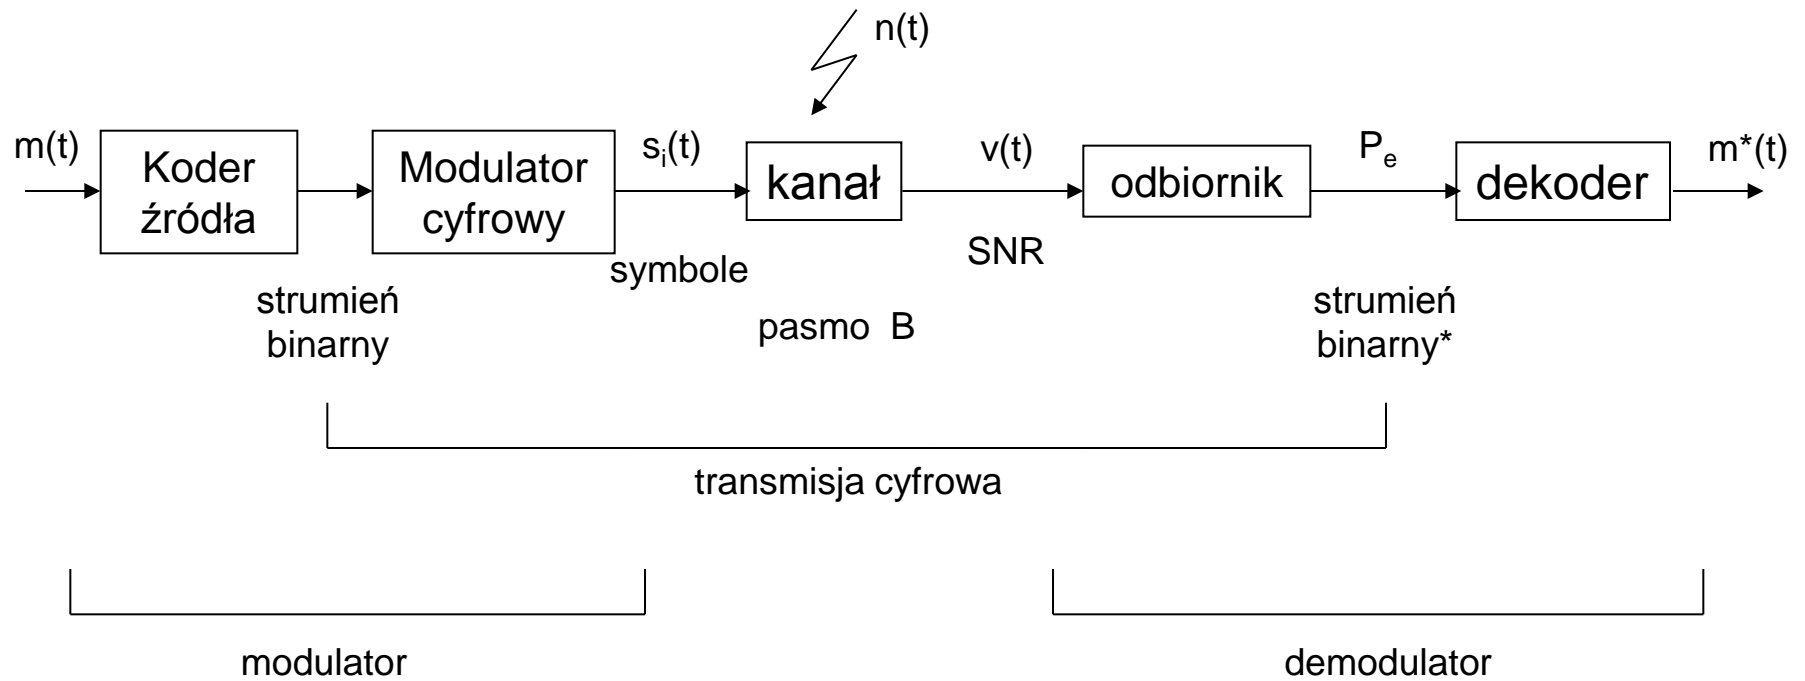 n(t)
m(t)
Koder
źródła
Modulator
cyfrowy
sᵢ(t)
kanał
v(t)
odbiornik
Pₑ
dekoder
m*(t)
symbole
SNR
strumień
binarny
pasmo B
strumień
binarny*
transmisja cyfrowa
modulator
demodulator